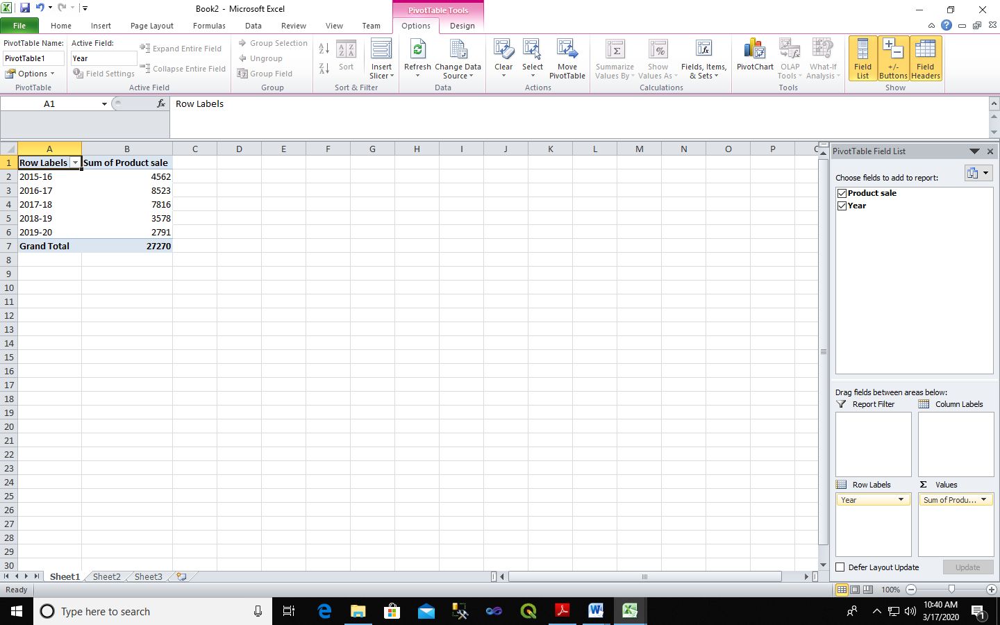 Book2 - Microsoft Excel
PivotTable Tools
File Home Insert Page Layout Formulas Data Review View Team Options Design
PivotTable Name:
PivotTable1
Options
PivotTable
Active Field:
Year
Field Settings
Expand Entire Field
Collapse Entire Field
Active Field
Group Selection
Ungroup
Group Field
Group
Sort
Insert Slicer
Sort & Filter
Refresh
Change Data Source
Data
Clear
Select
Move PivotTable
Actions
Summarize Values By
Show Values As
Fields, Items, & Sets
Calculations
PivotChart
OLAP Tools
What-If Analysis
Tools
Field List
+/- Buttons
Field Headers
Show
A1 fx Row Labels
A B C D E F G H I J K L M N O P
1 Row Labels Sum of Product sale
2 2015-16 4562
3 2016-17 8523
4 2017-18 7816
5 2018-19 3578
6 2019-20 2791
7 Grand Total 27270
8
9
10
11
12
13
14
15
16
17
18
19
20
21
22
23
24
25
26
27
28
29
30
PivotTable Field List
Choose fields to add to report:
Product sale
Year
Drag fields between areas below:
Report Filter Column Labels
Row Labels Σ Values
Year Sum of Produ...
Defer Layout Update Update
Sheet1 Sheet2 Sheet3
Ready 100%
Type here to search
10:40 AM
3/17/2020
1